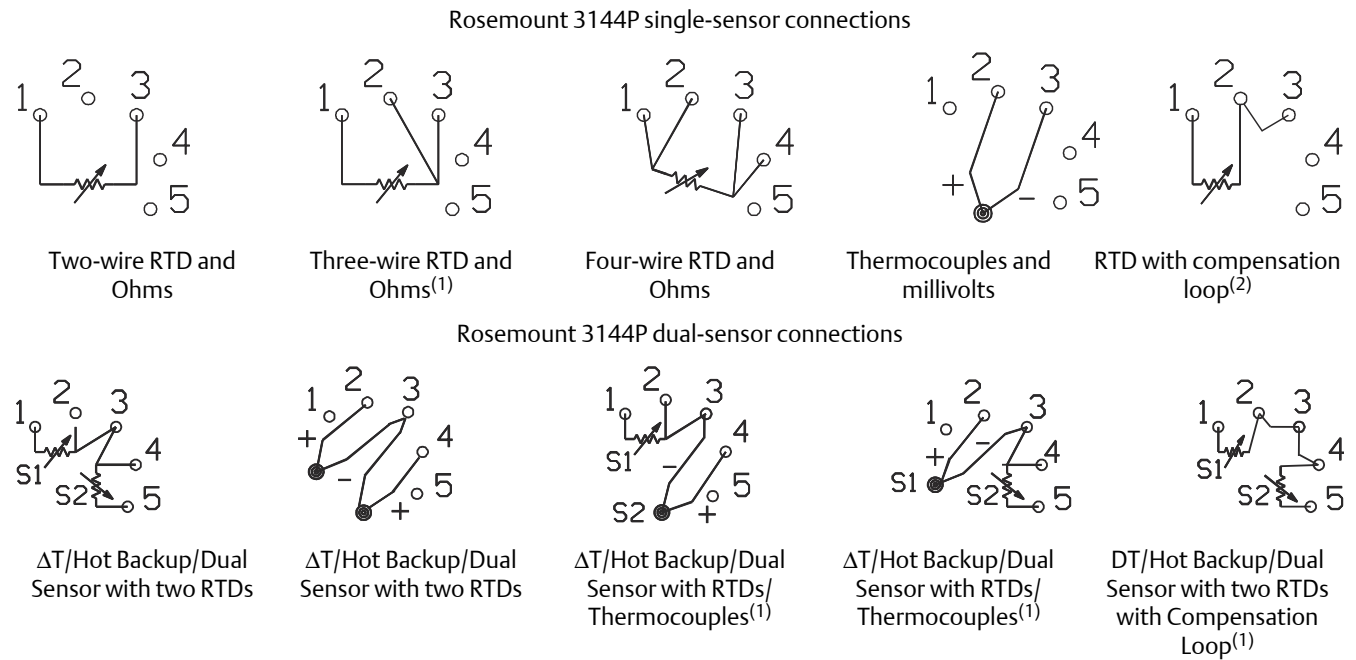 Rosemount 3144P single-sensor connections
1 2 3 4 5
1 2 3 4 5
1 2 3 4 5
1 2 3 4 5 + −
1 2 3 4 5
Two-wire RTD and
Ohms
Three-wire RTD and
Ohms(1)
Four-wire RTD and
Ohms
Thermocouples and
millivolts
RTD with compensation
loop(2)
Rosemount 3144P dual-sensor connections
1 2 3 4 5 S1 S2
1 2 3 4 5 + − +
1 2 3 4 5 S1 − S2 +
1 2 3 4 5 + − S1 S2
1 2 3 4 5 S1 S2
ΔT/Hot Backup/Dual
Sensor with two RTDs
ΔT/Hot Backup/Dual
Sensor with two RTDs
ΔT/Hot Backup/Dual
Sensor with RTDs/
Thermocouples(1)
ΔT/Hot Backup/Dual
Sensor with RTDs/
Thermocouples(1)
DT/Hot Backup/Dual
Sensor with two RTDs
with Compensation
Loop(1)